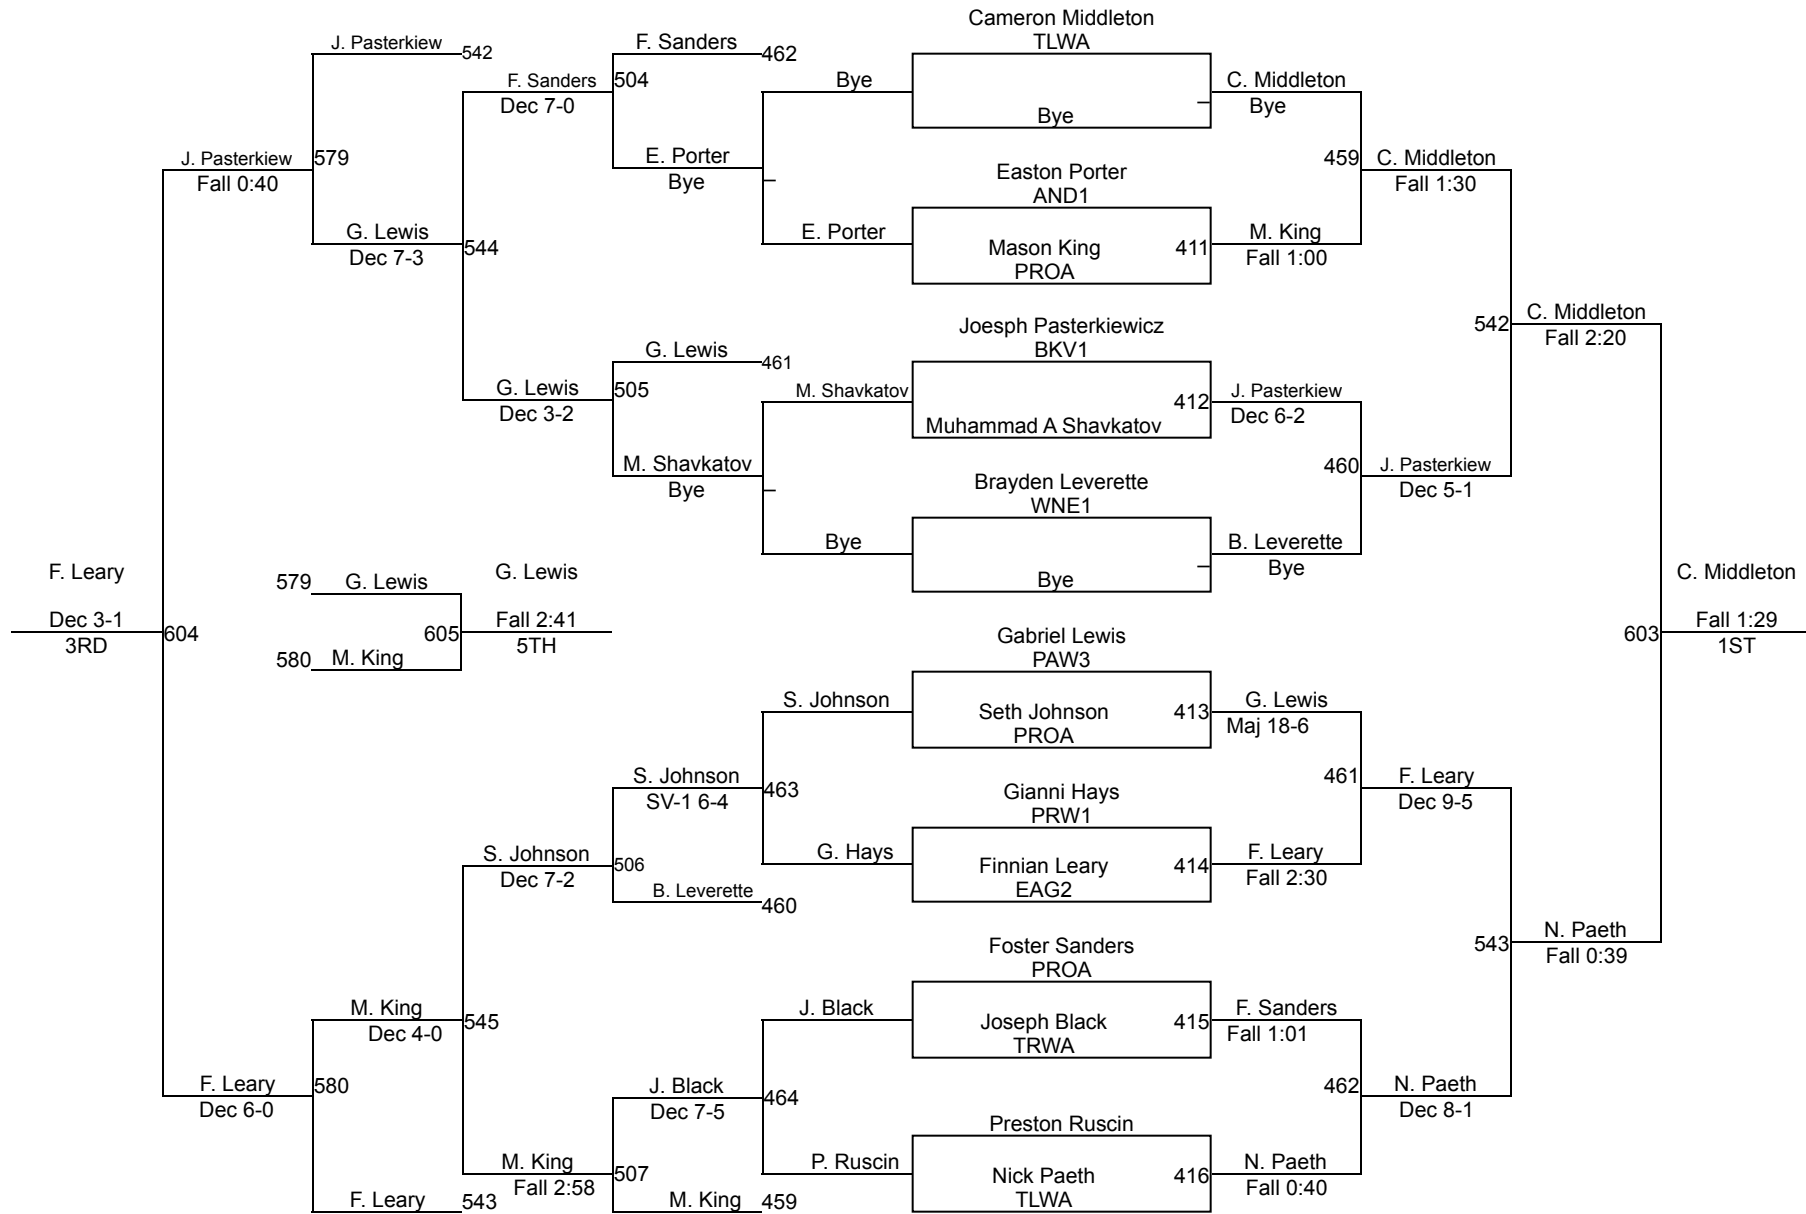 Cameron Middleton
TLWA
Bye
C. Middleton
Bye
Easton Porter
AND1
Mason King
PROA
411
M. King
Fall 1:00
459
C. Middleton
Fall 1:30
Joesph Pasterkiewicz
BKV1
Muhammad A Shavkatov
412
J. Pasterkiew
Dec 6-2
Brayden Leverette
WNE1
Bye
B. Leverette
Bye
460
J. Pasterkiew
Dec 5-1
542
C. Middleton
Fall 2:20
Gabriel Lewis
PAW3
Seth Johnson
PROA
413
G. Lewis
Maj 18-6
Gianni Hays
PRW1
Finnian Leary
EAG2
414
F. Leary
Fall 2:30
461
F. Leary
Dec 9-5
Foster Sanders
PROA
Joseph Black
TRWA
415
F. Sanders
Fall 1:01
Preston Ruscin
Nick Paeth
TLWA
416
N. Paeth
Fall 0:40
462
N. Paeth
Dec 8-1
543
N. Paeth
Fall 0:39
603
C. Middleton
Fall 1:29
1ST
Bye
E. Porter
E. Porter
Bye
F. Sanders
462
504
F. Sanders
Dec 7-0
M. Shavkatov
Bye
M. Shavkatov
Bye
G. Lewis
461
505
G. Lewis
Dec 3-2
544
G. Lewis
Dec 7-3
J. Pasterkiew
542
579
J. Pasterkiew
Fall 0:40
S. Johnson
G. Hays
463
S. Johnson
SV-1 6-4
B. Leverette
460
506
S. Johnson
Dec 7-2
J. Black
P. Ruscin
464
J. Black
Dec 7-5
M. King
459
507
M. King
Fall 2:58
545
M. King
Dec 4-0
F. Leary
543
580
F. Leary
Dec 6-0
604
F. Leary
Dec 3-1
3RD
579
G. Lewis
580
M. King
605
G. Lewis
Fall 2:41
5TH